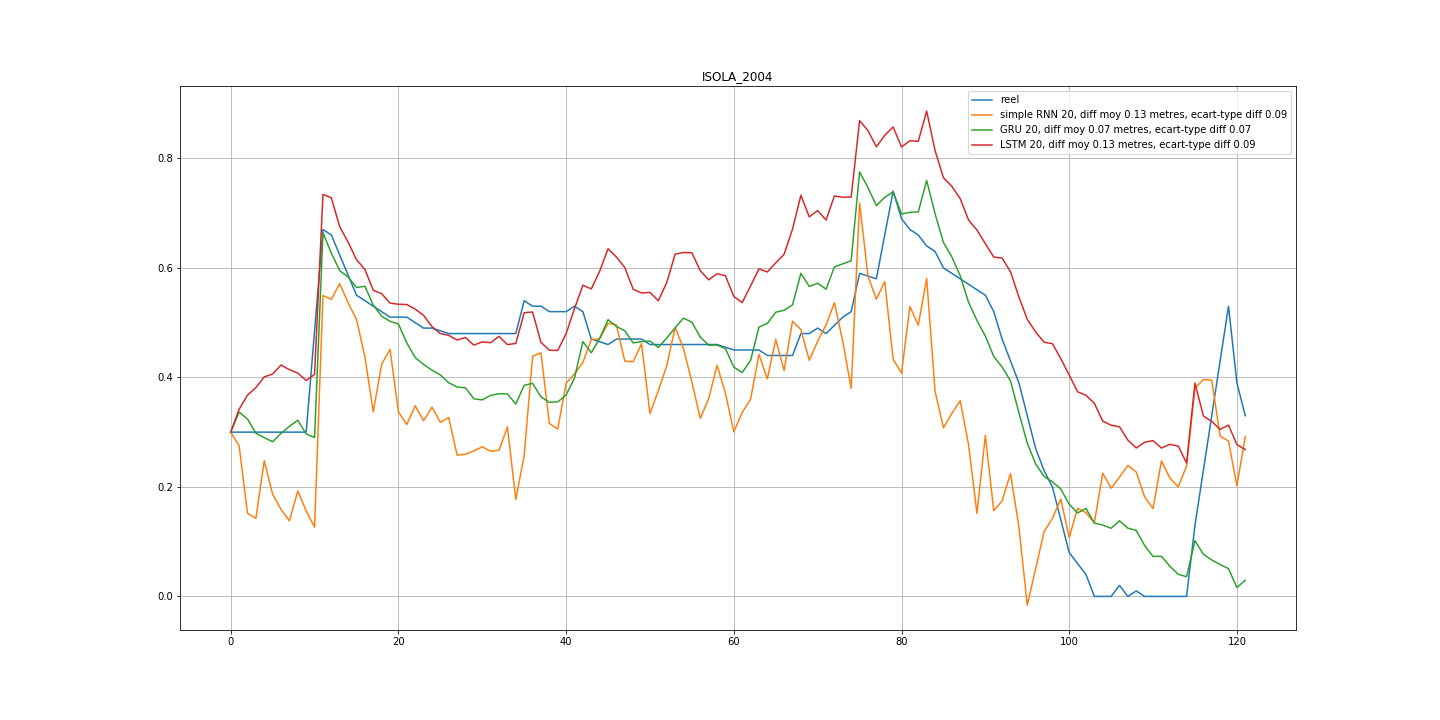 ISOLA_2004
reel
simple RNN 20, diff moy 0.13 metres, ecart-type diff 0.09
GRU 20, diff moy 0.07 metres, ecart-type diff 0.07
LSTM 20, diff moy 0.13 metres, ecart-type diff 0.09
0.8
0.6
0.4
0.2
0.0
0 20 40 60 80 100 120